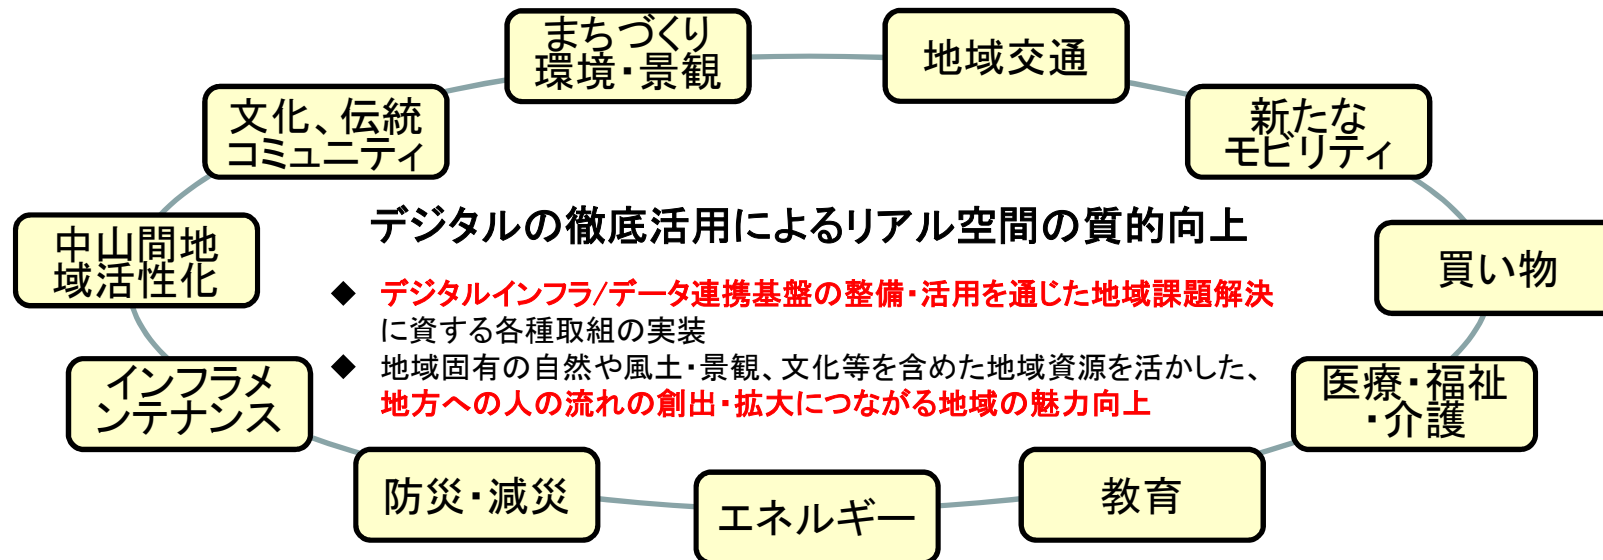 まちづくり
環境・景観
地域交通
文化、伝統
コミュニティ
新たな
モビリティ
デジタルの徹底活用によるリアル空間の質的向上
中山間地
域活性化
買い物
◆ デジタルインフラ/データ連携基盤の整備・活用を通じた地域課題解決
に資する各種取組の実装
◆ 地域固有の自然や風土・景観、文化等を含めた地域資源を活かした、
地方への人の流れの創出・拡大につながる地域の魅力向上
インフラメ
ンテナンス
医療・福祉
・介護
防災・減災
エネルギー
教育